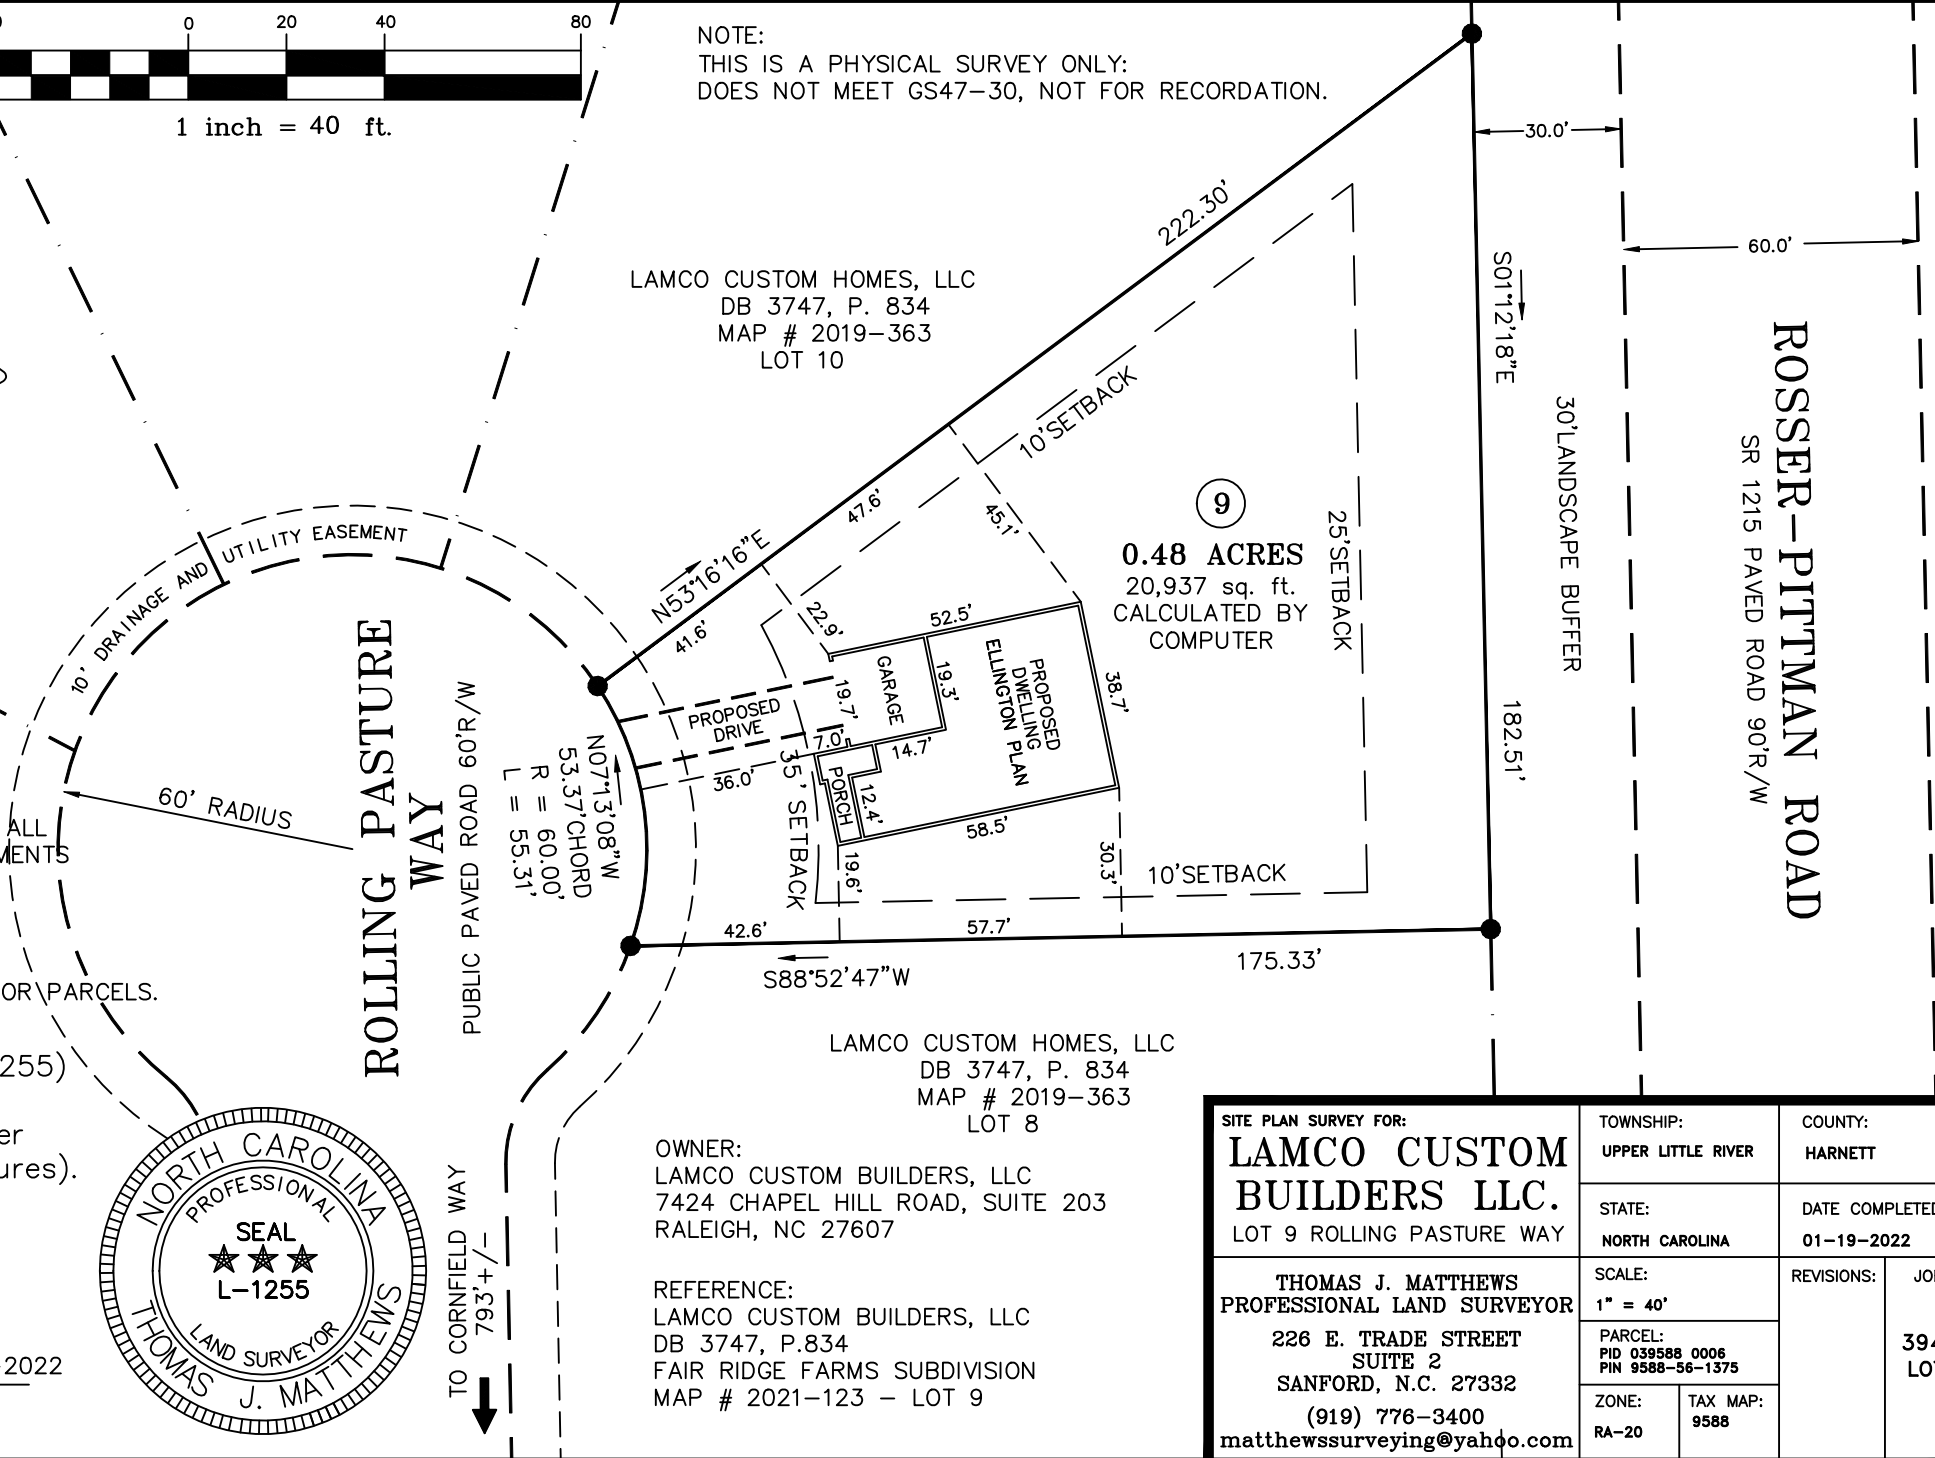 0 20 40 80
1 inch = 40 ft.
NOTE:
THIS IS A PHYSICAL SURVEY ONLY:
DOES NOT MEET GS47-30, NOT FOR RECORDATION.
30.0'
60.0'
222.30'
LAMCO CUSTOM HOMES, LLC
DB 3747, P. 834
MAP # 2019-363
LOT 10
S01°12'18"E
182.51'
30'LANDSCAPE BUFFER
ROSSER-PITTMAN ROAD
SR 1215 PAVED ROAD 90'R/W
10'SETBACK
25'SETBACK
9
0.48 ACRES
20,937 sq. ft.
CALCULATED BY
COMPUTER
N53°16'16"E
41.6'
47.6'
45.1'
22.9'
52.5'
38.7'
19.3'
19.7'
GARAGE
PROPOSED
DWELLING
ELLINGTON PLAN
PROPOSED
DRIVE
7.0'
14.7'
36.0'
PORCH
12.4'
58.5'
35' SETBACK
19.6'
30.3'
10'SETBACK
42.6'
57.7'
S88°52'47"W
175.33'
10' DRAINAGE AND UTILITY EASEMENT
60' RADIUS
ROLLING PASTURE
WAY
PUBLIC PAVED ROAD 60'R/W
N07°13'08"W
53.37'CHORD
R = 60.00'
L = 55.31'
ALL
MENTS
OR PARCELS.
255)
er
ures).
2022
NORTH CAROLINA
PROFESSIONAL
SEAL
L-1255
LAND SURVEYOR
THOMAS J. MATTHEWS
TO CORNFIELD WAY
793'+/-
LAMCO CUSTOM HOMES, LLC
DB 3747, P. 834
MAP # 2019-363
LOT 8
OWNER:
LAMCO CUSTOM BUILDERS, LLC
7424 CHAPEL HILL ROAD, SUITE 203
RALEIGH, NC 27607
REFERENCE:
LAMCO CUSTOM BUILDERS, LLC
DB 3747, P.834
FAIR RIDGE FARMS SUBDIVISION
MAP # 2021-123 - LOT 9
SITE PLAN SURVEY FOR:
LAMCO CUSTOM
BUILDERS LLC.
LOT 9 ROLLING PASTURE WAY
THOMAS J. MATTHEWS
PROFESSIONAL LAND SURVEYOR
226 E. TRADE STREET
SUITE 2
SANFORD, N.C. 27332
(919) 776-3400
matthewssurveying@yahoo.com
TOWNSHIP:
UPPER LITTLE RIVER
COUNTY:
HARNETT
STATE:
NORTH CAROLINA
DATE COMPLETED
01-19-2022
SCALE:
1" = 40'
REVISIONS:
JO
PARCEL:
PID 039588 0006
PIN 9588-56-1375
394
LO
ZONE:
RA-20
TAX MAP:
9588